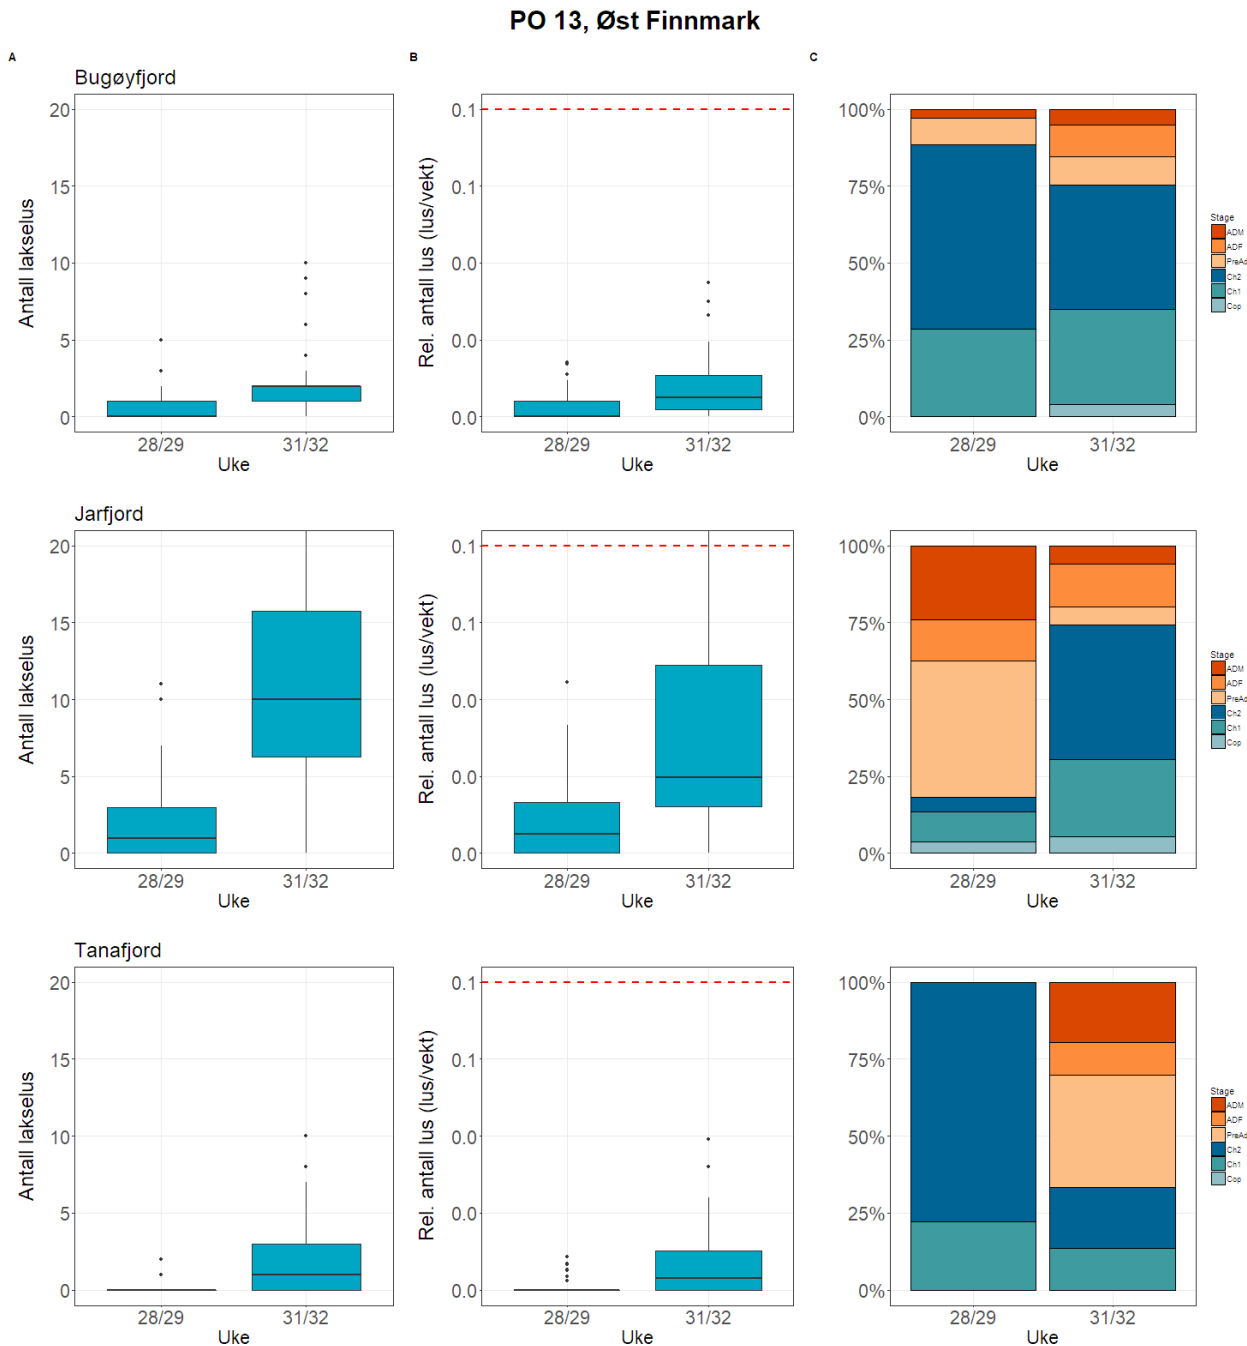 PO 13, Øst Finnmark
A
B
C
Bugøyfjord
Antall lakselus
20
15
10
5
0
28/29
31/32
Uke
Rel. antall lus (lus/vekt)
0.1
0.1
0.0
0.0
0.0
28/29
31/32
Uke
100%
75%
50%
25%
0%
28/29
31/32
Uke
Stage
ADM
ADF
PreAd
Ch2
Ch1
Cop
Jarfjord
Antall lakselus
20
15
10
5
0
28/29
31/32
Uke
Rel. antall lus (lus/vekt)
0.1
0.1
0.0
0.0
0.0
28/29
31/32
Uke
100%
75%
50%
25%
0%
28/29
31/32
Uke
Stage
ADM
ADF
PreAd
Ch2
Ch1
Cop
Tanafjord
Antall lakselus
20
15
10
5
0
28/29
31/32
Uke
Rel. antall lus (lus/vekt)
0.1
0.1
0.0
0.0
0.0
28/29
31/32
Uke
100%
75%
50%
25%
0%
28/29
31/32
Uke
Stage
ADM
ADF
PreAd
Ch2
Ch1
Cop